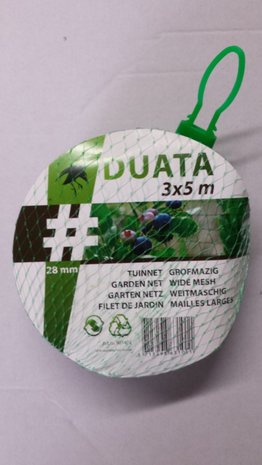 DUATA
3x5 m
#
28 mm
TUINNET GROFMAZIG
GARDEN NET WIDE MESH
GARTEN NETZ WEITMASCHIG
FILET DE JARDIN MAILLES LARGES